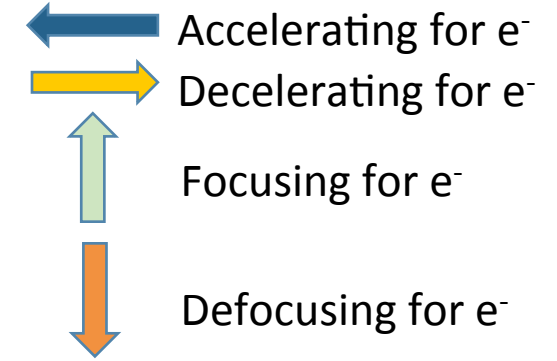 Accelerating for e⁻
Decelerating for e⁻
Focusing for e⁻
Defocusing for e⁻